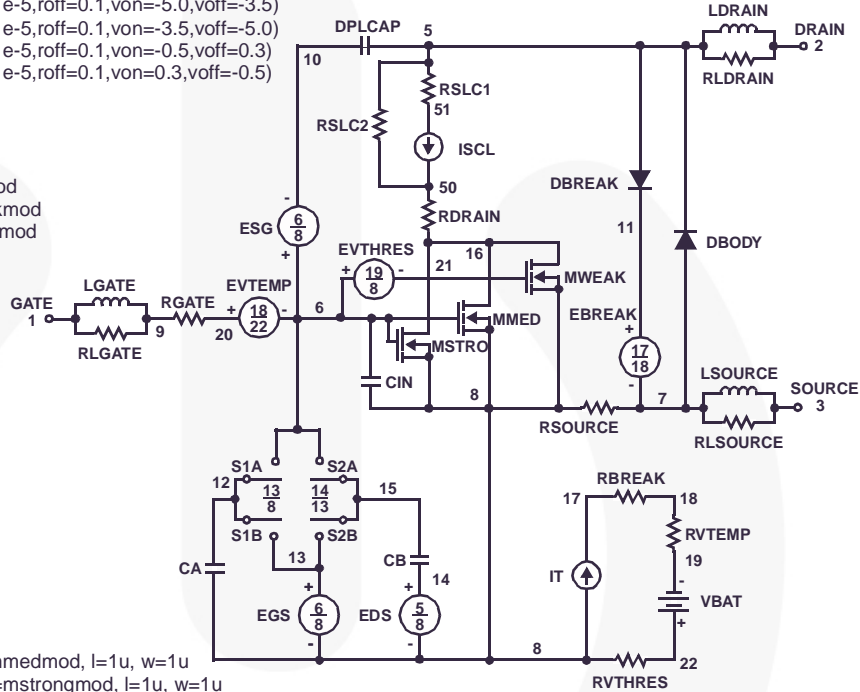 e-5,roff=0.1,von=-5.0,voff=-3.5)
e-5,roff=0.1,von=-3.5,voff=-5.0)
e-5,roff=0.1,von=-0.5,voff=0.3)
e-5,roff=0.1,von=0.3,voff=-0.5)
LDRAIN
DPLCAP
5
DRAIN
2
10
RLDRAIN
RSLC1
51
RSLC2
ISCL
50
DBREAK
RDRAIN
11
ESG
6
8
-
+
DBODY
EVTHRES
16
21
+
19
8
-
MWEAK
LGATE
EVTEMP
GATE
1
RGATE
+
18
22
-
6
MMED
EBREAK
+
9
20
RLGATE
MSTRO
17
18
-
LSOURCE
CIN
8
7
SOURCE
3
RSOURCE
RLSOURCE
S1A
S2A
12
13
8
14
13
15
S1B
S2B
13
CA
CB
14
+
+
EGS
6
8
EDS
5
8
-
-
RBREAK
17
18
RVTEMP
19
IT
-
VBAT
+
8
22
RVTHRES
od
kmod
mod
nmedmod, l=1u, w=1u
=mstrongmod, l=1u, w=1u